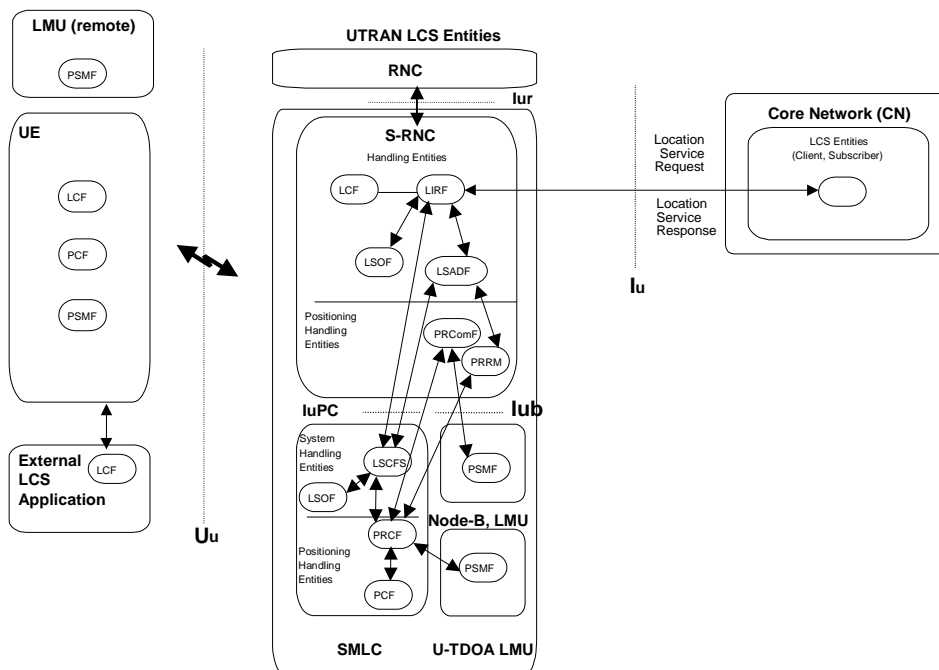 LMU (remote)
PSMF
UE
LCF
PCF
PSMF
External
LCS
Application
LCF
Uu
UTRAN LCS Entities
RNC
Iur
S-RNC
Handling Entities
LCF
LIRF
LSOF
LSADF
Positioning
Handling
Entities
PRComF
PRRM
IuPC
Iub
System
Handling
Entities
LSCFS
LSOF
PRCF
Positioning
Handling
Entities
PCF
PSMF
Node-B, LMU
PSMF
SMLC
U-TDOA LMU
Location
Service
Request
Location
Service
Response
Iu
Core Network (CN)
LCS Entities
(Client, Subscriber)